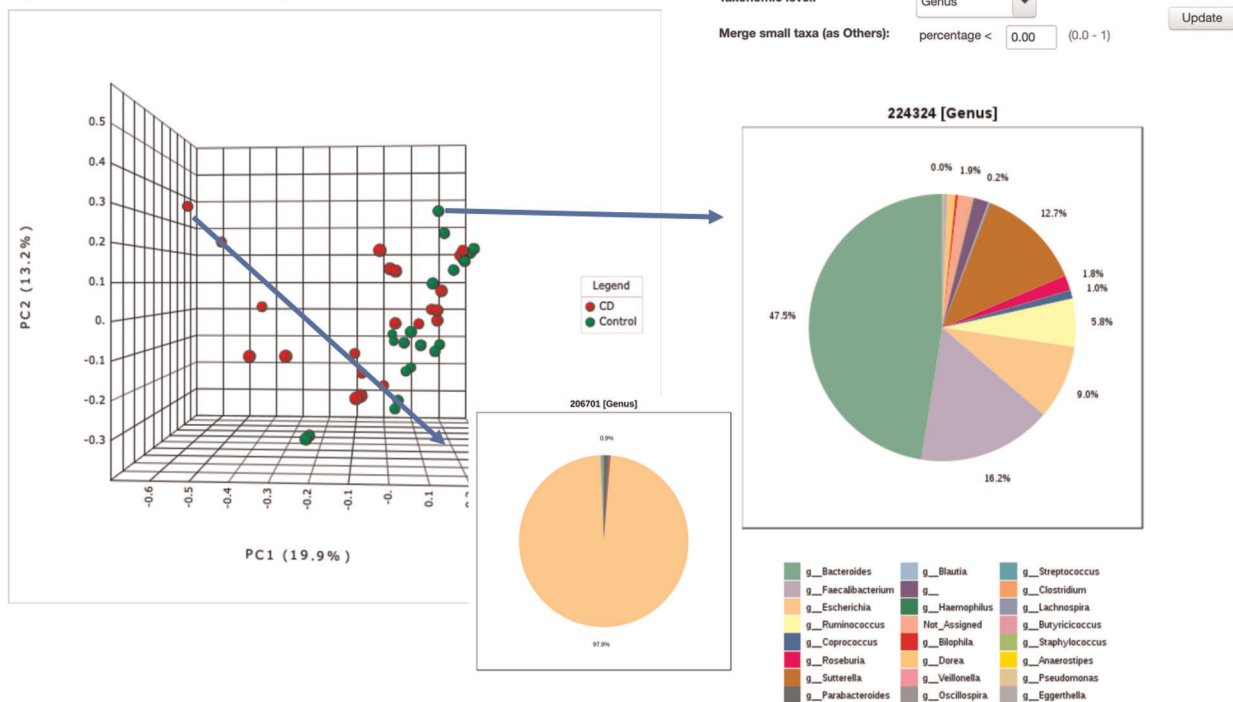 Genus
Update
Merge small taxa (as Others): percentage < 0.00 (0.0 - 1)
0.5
0.4
0.3
0.2
0.1
0.
-0.1
-0.2
-0.3
PC2 (13.2%)
-0.6
-0.5
-0.4
-0.3
-0.2
-0.1
-0.
0.1
PC1 (19.9%)
Legend
CD
Control
206701 [Genus]
0.9%
97.9%
224324 [Genus]
0.0%
1.9%
0.2%
12.7%
1.8%
1.0%
5.8%
9.0%
16.2%
47.5%
g__Bacteroides
g__Faecalibacterium
g__Escherichia
g__Ruminococcus
g__Coprococcus
g__Roseburia
g__Sutterella
g__Parabacteroides
g__Blautia
g__
g__Haemophilus
Not_Assigned
g__Bilophila
g__Dorea
g__Veillonella
g__Oscillospira
g__Streptococcus
g__Clostridium
g__Lachnospira
g__Butyricicoccus
g__Staphylococcus
g__Anaerostipes
g__Pseudomonas
g__Eggerthella